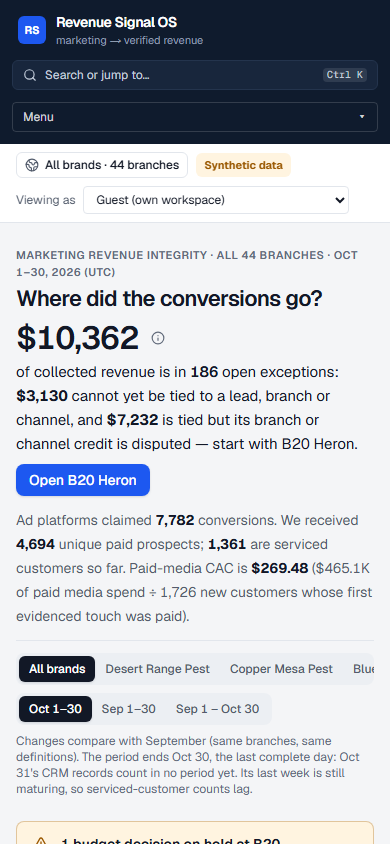 RS
Revenue Signal OS
marketing → verified revenue
Search or jump to… Ctrl K
Menu
All brands · 44 branches Synthetic data
Viewing as Guest (own workspace)
MARKETING REVENUE INTEGRITY · ALL 44 BRANCHES · OCT
1–30, 2026 (UTC)
Where did the conversions go?
$10,362
of collected revenue is in 186 open exceptions:
$3,130 cannot yet be tied to a lead, branch or
channel, and $7,232 is tied but its branch or
channel credit is disputed — start with B20 Heron.
Open B20 Heron
Ad platforms claimed 7,782 conversions. We received
4,694 unique paid prospects; 1,361 are serviced
customers so far. Paid-media CAC is $269.48 ($465.1K
of paid media spend ÷ 1,726 new customers whose first
evidenced touch was paid).
All brands Desert Range Pest Copper Mesa Pest Blue
Oct 1–30 Sep 1–30 Sep 1 – Oct 30
Changes compare with September (same branches, same
definitions). The period ends Oct 30, the last complete day: Oct
31's CRM records count in no period yet. Its last week is still
maturing, so serviced-customer counts lag.
1 budget decision on hold at B20